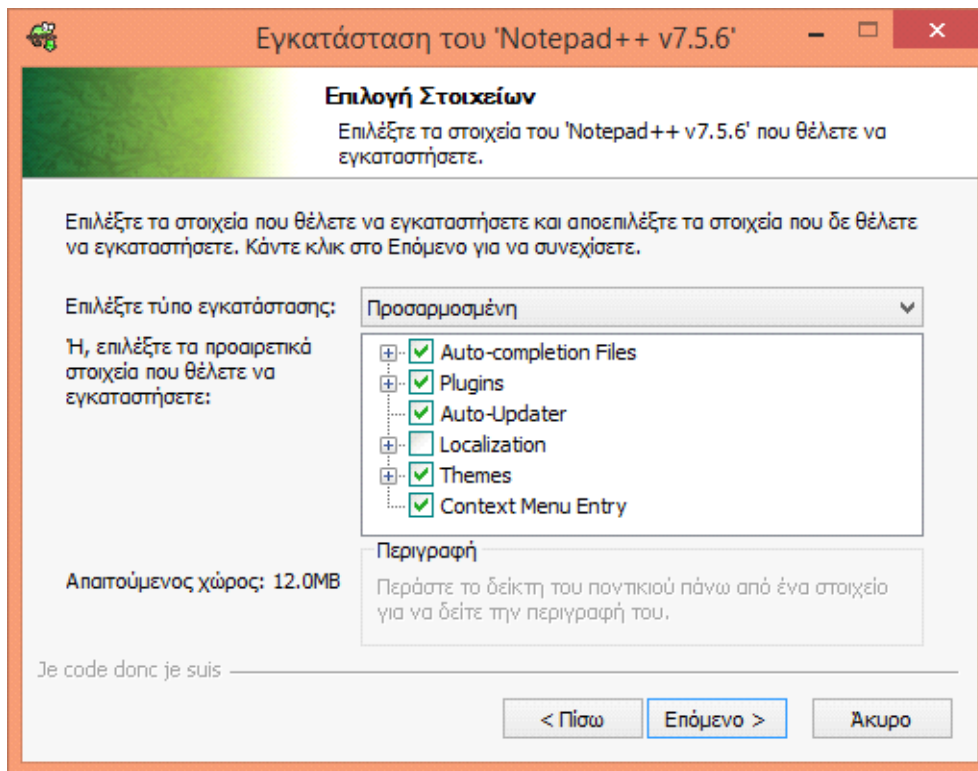 Εγκατάσταση του 'Notepad++ v7.5.6'
Επιλογή Στοιχείων
Επιλέξτε τα στοιχεία του 'Notepad++ v7.5.6' που θέλετε να
εγκαταστήσετε.
Επιλέξτε τα στοιχεία που θέλετε να εγκαταστήσετε και αποεπιλέξτε τα στοιχεία που δε θέλετε
να εγκαταστήσετε. Κάντε κλικ στο Επόμενο για να συνεχίσετε.
Επιλέξτε τύπο εγκατάστασης:
Προσαρμοσμένη
Ή, επιλέξτε τα προαιρετικά
στοιχεία που θέλετε να
εγκαταστήσετε:
Auto-completion Files
Plugins
Auto-Updater
Localization
Themes
Context Menu Entry
Απαιτούμενος χώρος: 12.0MB
Περιγραφή
Περάστε το δείκτη του ποντικιού πάνω από ένα στοιχείο
για να δείτε την περιγραφή του.
Je code donc je suis
< Πίσω
Επόμενο >
Άκυρο